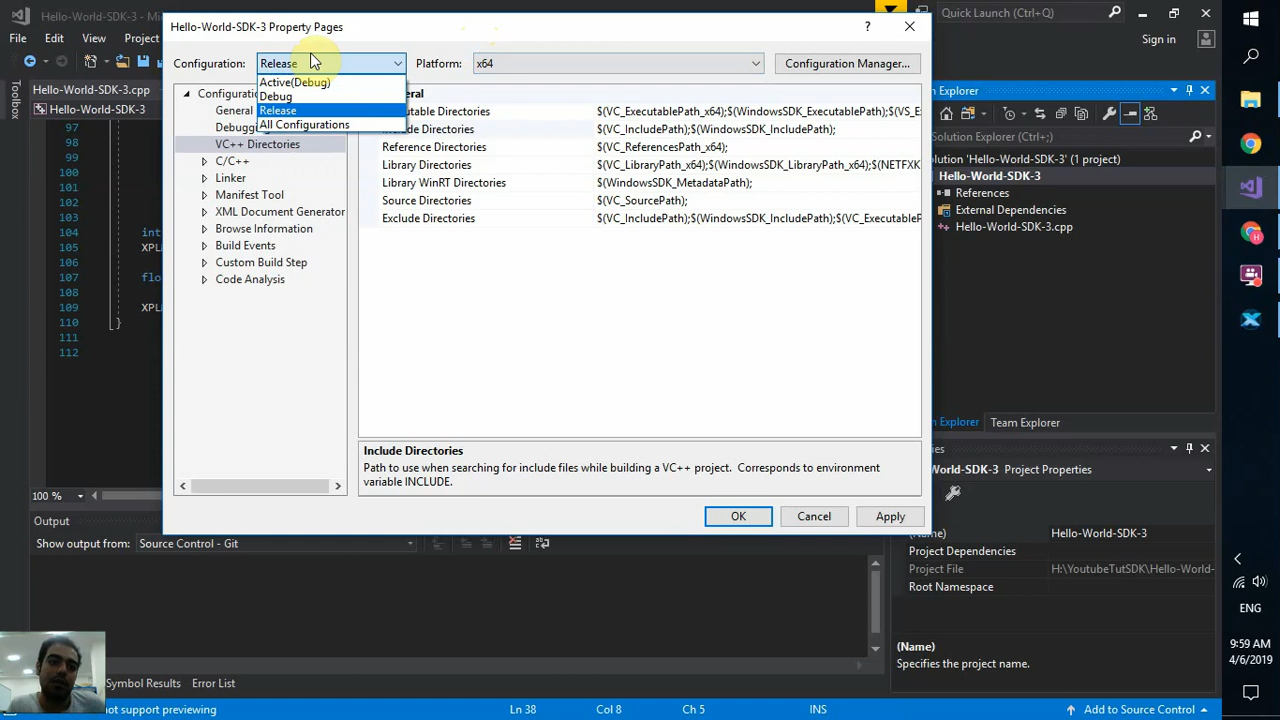 Hello-World-SDK-3 Property Pages
?
Quick Launch (Ctrl+Q)
File
Edit
View
Project
Sign in
Configuration:
Release
Platform:
x64
Configuration Manager...
Active(Debug)
Debug
Release
All Configurations
Toolbox
Hello-World-SDK-3.cpp
Hello-World-SDK-3
97
98
99
100
101
102
103
104
int
105
XPL
106
107
flo
108
109
XPL
110
}
111
112
100 %
General
Debugg
VC++ Directories
C/C++
Linker
Manifest Tool
XML Document Generator
Browse Information
Build Events
Custom Build Step
Code Analysis
$(VC_ExecutablePath_x64);$(WindowsSDK_ExecutablePath);$(VS_E
$(VC_IncludePath);$(WindowsSDK_IncludePath);
Reference Directories
$(VC_ReferencesPath_x64);
Library Directories
$(VC_LibraryPath_x64);$(WindowsSDK_LibraryPath_x64);$(NETFXK
Library WinRT Directories
$(WindowsSDK_MetadataPath);
Source Directories
$(VC_SourcePath);
Exclude Directories
$(VC_IncludePath);$(WindowsSDK_IncludePath);$(VC_ExecutableP
Include Directories
Path to use when searching for include files while building a VC++ project. Corresponds to environment
variable INCLUDE.
OK
Cancel
Apply
on Explorer
h Solution Explorer (Ctrl+;)
olution 'Hello-World-SDK-3' (1 project)
Hello-World-SDK-3
References
External Dependencies
Hello-World-SDK-3.cpp
n Explorer
Team Explorer
ies
World-SDK-3 Project Properties
(Name)
Hello-World-SDK-3
Project Dependencies
Project File
H:\YoutubeTutSDK\Hello-World-
Root Namespace
(Name)
Specifies the project name.
Output
Show output from:
Source Control - Git
Symbol Results
Error List
not support previewing
Ln 38
Col 8
Ch 5
INS
Add to Source Control
ENG
9:59 AM
4/6/2019